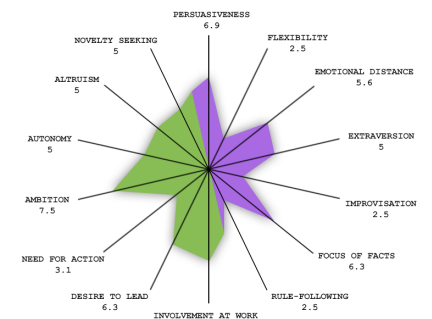 PERSUASIVENESS
6.9
FLEXIBILITY
2.5
EMOTIONAL DISTANCE
5.6
EXTRAVERSION
5
IMPROVISATION
2.5
FOCUS OF FACTS
6.3
RULE-FOLLOWING
2.5
INVOLVEMENT AT WORK
DESIRE TO LEAD
6.3
NEED FOR ACTION
3.1
AMBITION
7.5
AUTONOMY
5
ALTRUISM
5
NOVELTY SEEKING
5